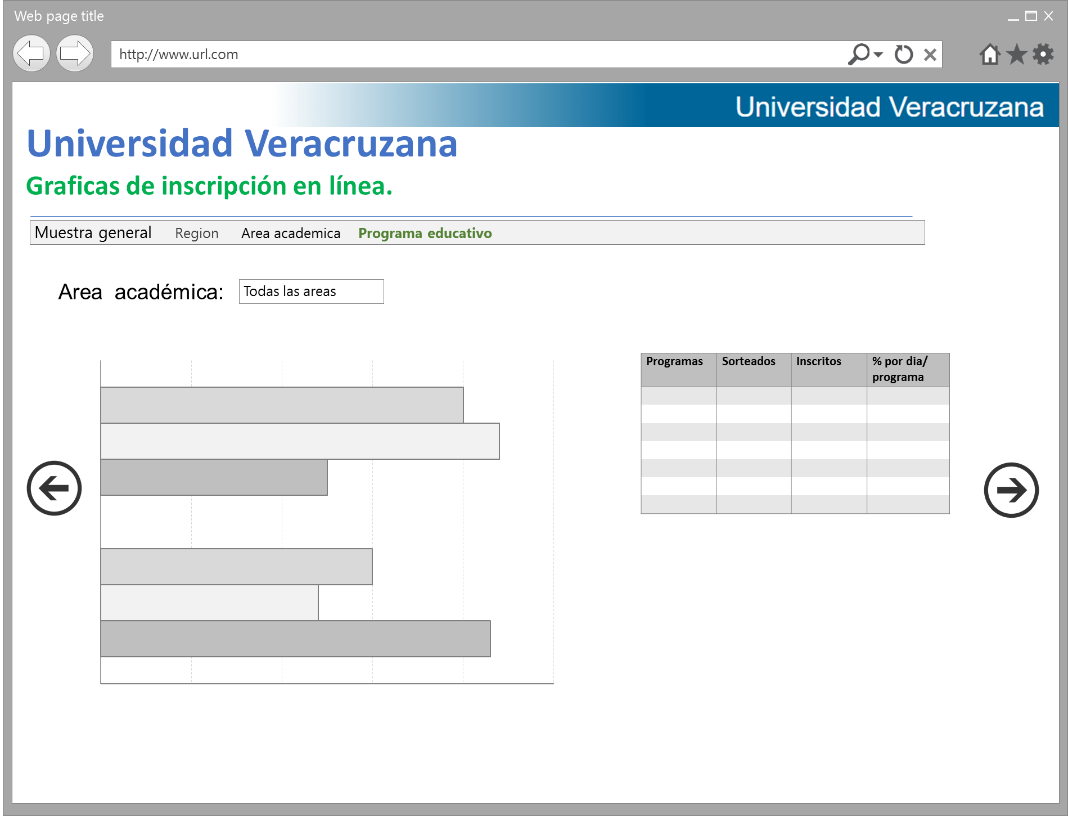 Web page title
http://www.url.com
Universidad Veracruzana
Universidad Veracruzana
Graficas de inscripción en línea.
Muestra general Region Area academica Programa educativo
Area académica: Todas las areas
Programas Sorteados Inscritos % por dia/
programa